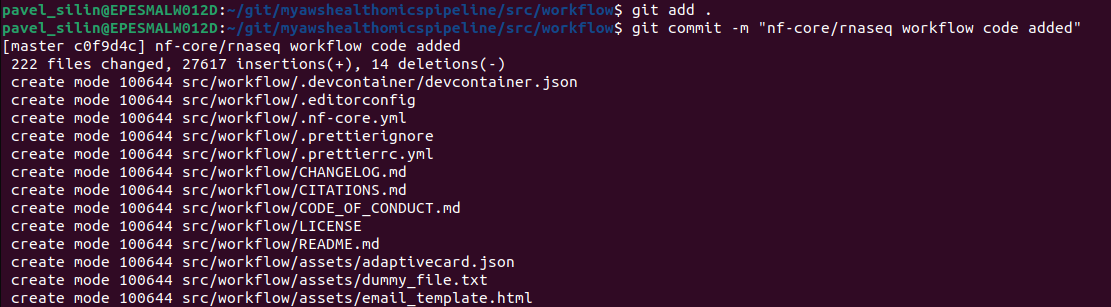 pavel_silin@EPESMALW012D:~/git/myawshealthomicspipeline/src/workflow$ git add .
pavel_silin@EPESMALW012D:~/git/myawshealthomicspipeline/src/workflow$ git commit -m "nf-core/rnaseq workflow code added"
[master c0f9d4c] nf-core/rnaseq workflow code added
 222 files changed, 27617 insertions(+), 14 deletions(-)
 create mode 100644 src/workflow/.devcontainer/devcontainer.json
 create mode 100644 src/workflow/.editorconfig
 create mode 100644 src/workflow/.nf-core.yml
 create mode 100644 src/workflow/.prettierignore
 create mode 100644 src/workflow/.prettierrc.yml
 create mode 100644 src/workflow/CHANGELOG.md
 create mode 100644 src/workflow/CITATIONS.md
 create mode 100644 src/workflow/CODE_OF_CONDUCT.md
 create mode 100644 src/workflow/LICENSE
 create mode 100644 src/workflow/README.md
 create mode 100644 src/workflow/assets/adaptivecard.json
 create mode 100644 src/workflow/assets/dummy_file.txt
 create mode 100644 src/workflow/assets/email_template.html